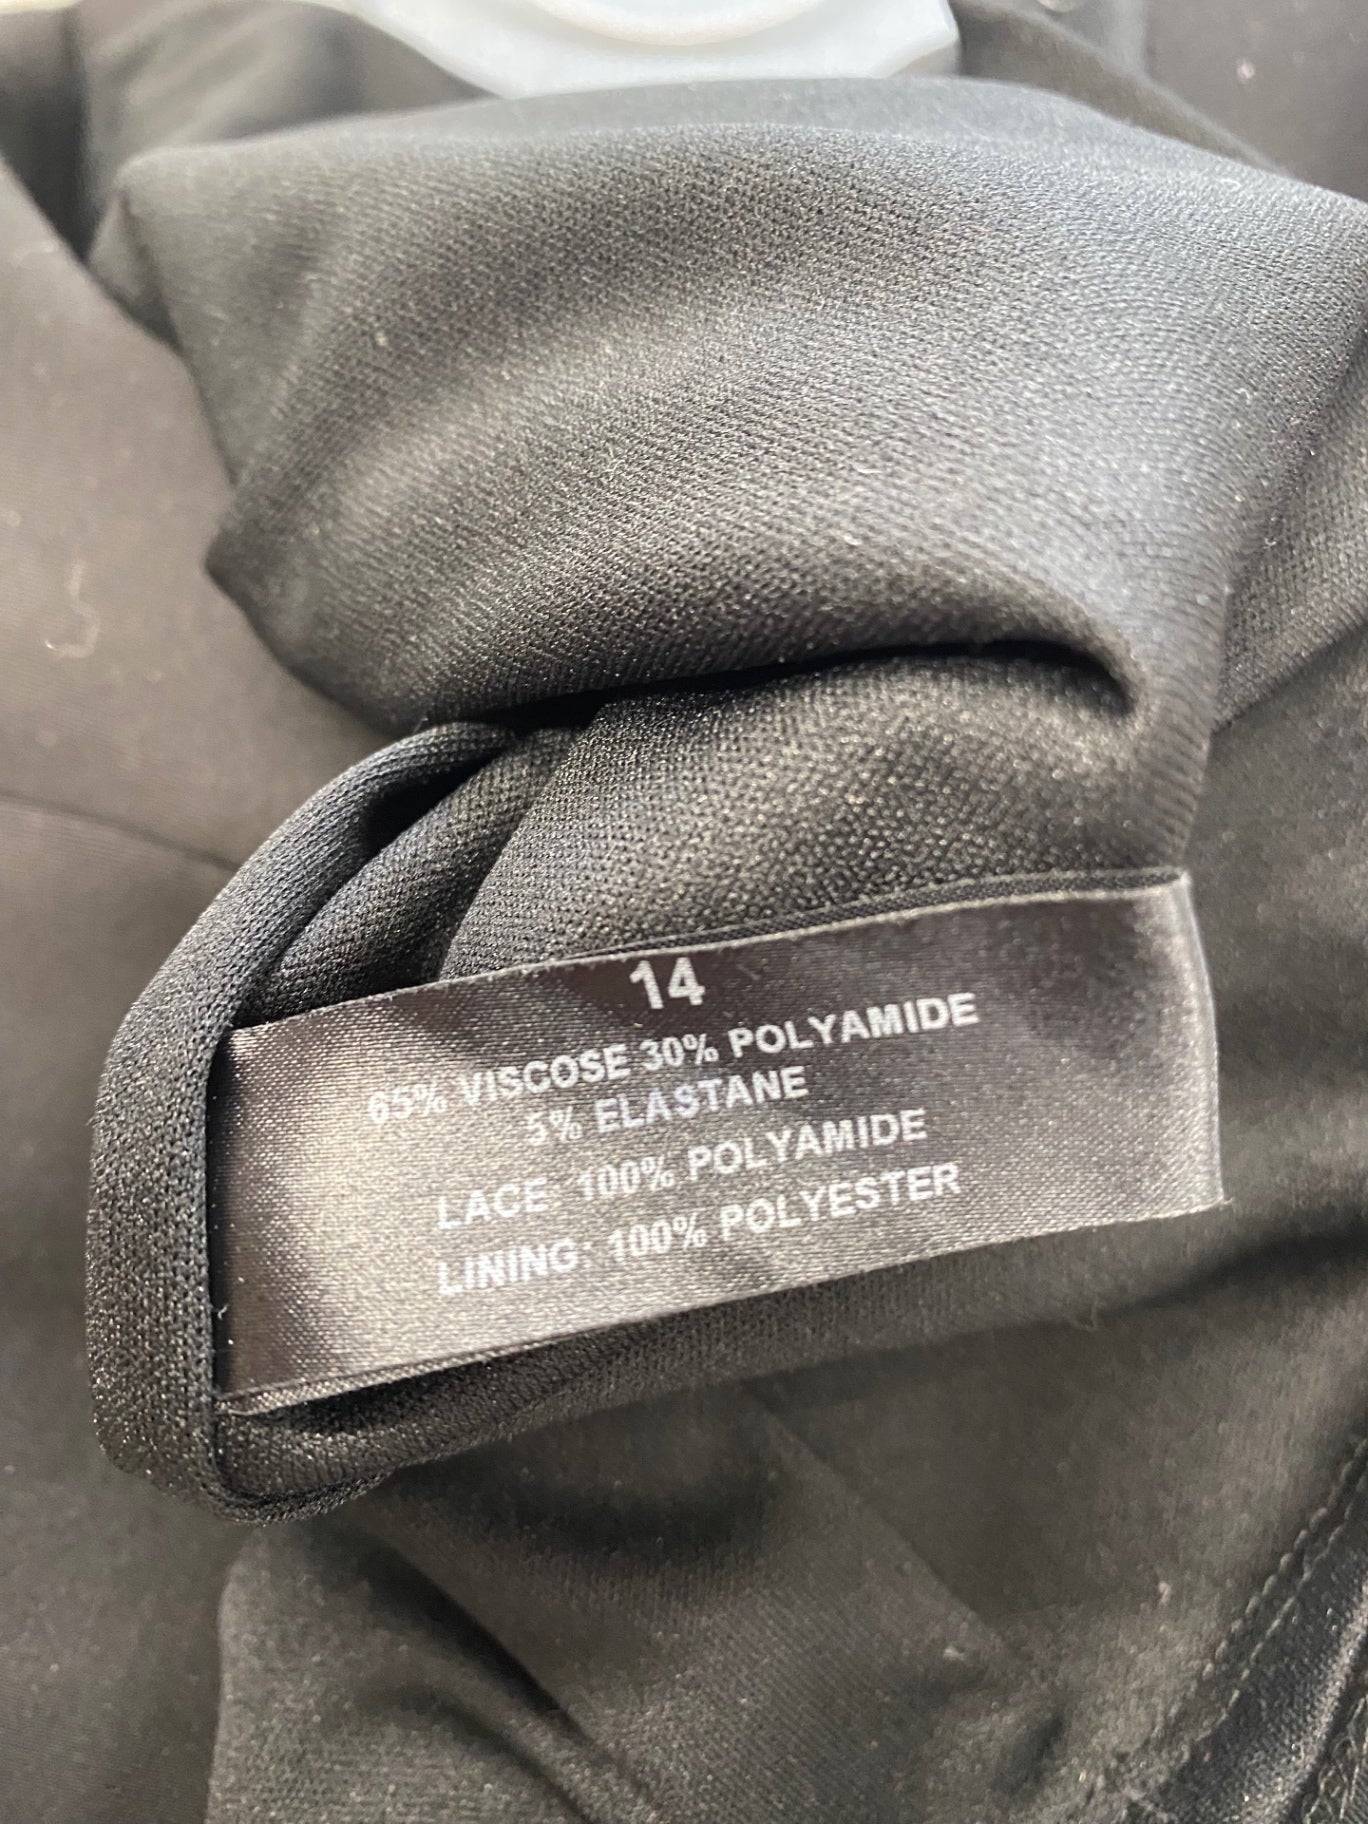 14
65% VISCOSE 30% POLYAMIDE
5% ELASTANE
LACE: 100% POLYAMIDE
LINING: 100% POLYESTER